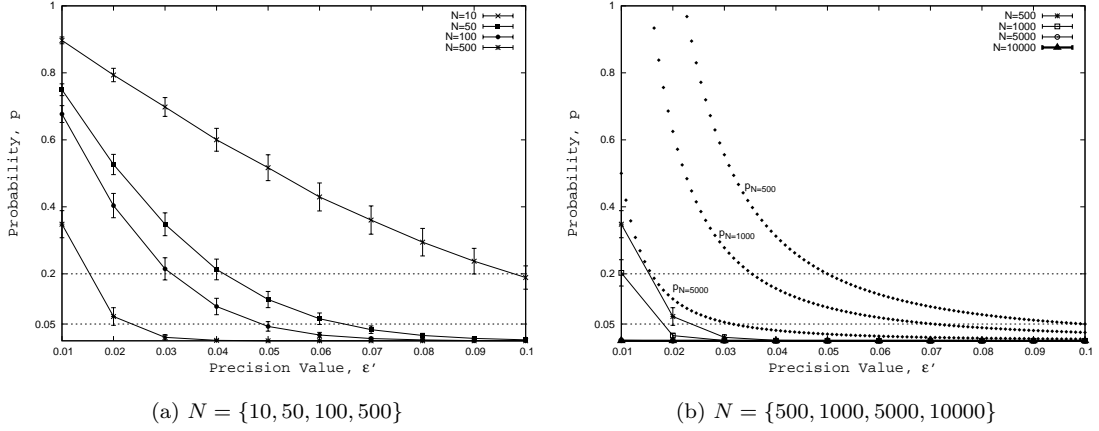 1
0.8
0.6
0.4
0.2
0.05
Probability, p
0.01 0.02 0.03 0.04 0.05 0.06 0.07 0.08 0.09 0.1
Precision Value, ε′
N=10
N=50
N=100
N=500
(a) N = {10, 50, 100, 500}
1
0.8
0.6
0.4
0.2
0.05
Probability, p
0.01 0.02 0.03 0.04 0.05 0.06 0.07 0.08 0.09 0.1
Precision Value, ε′
N=500
N=1000
N=5000
N=10000
pN=500
pN=1000
pN=5000
(b) N = {500, 1000, 5000, 10000}